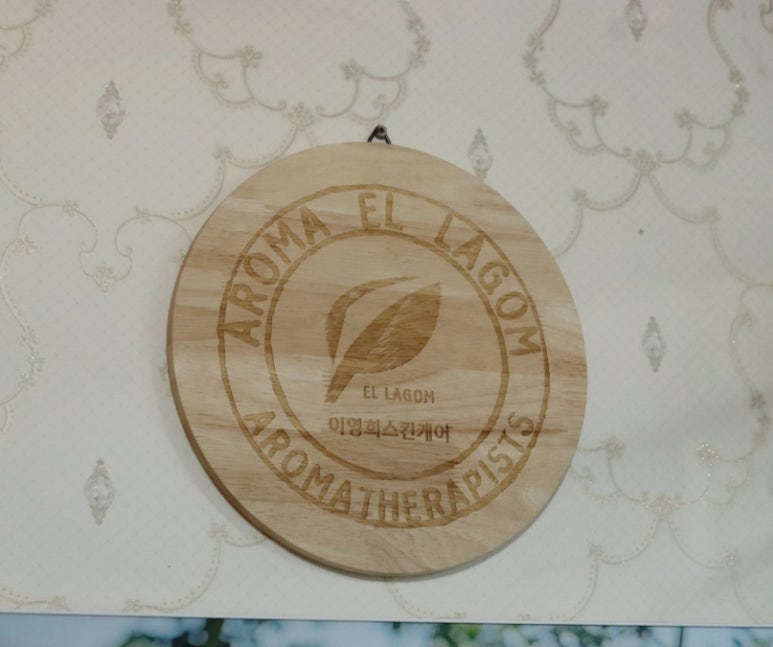 AROMA EL LAGOM
EL LAGOM
이영희스킨케어
AROMATHERAPISTS